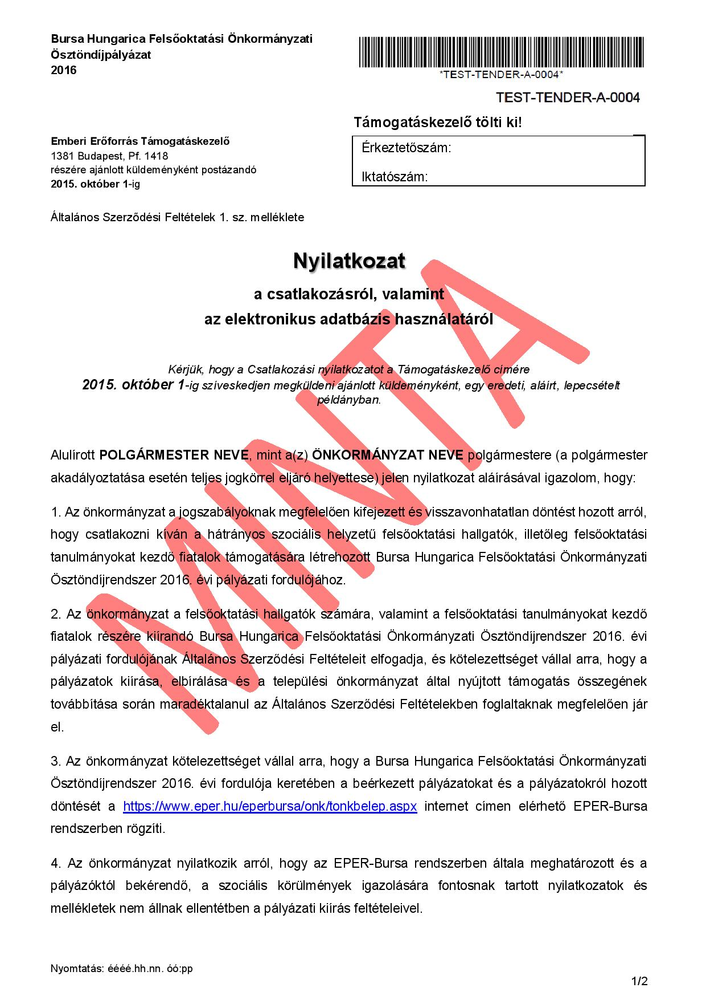 Bursa Hungarica Felsőoktatási Önkormányzati
Ösztöndíjpályázat
2016
*TEST-TENDER-A-0004*
TEST-TENDER-A-0004
Támogatáskezelő tölti ki!
Érkeztetőszám:
Iktatószám:
Emberi Erőforrás Támogatáskezelő
1381 Budapest, Pf. 1418
részére ajánlott küldeményként postázandó
2015. október 1-ig
Általános Szerződési Feltételek 1. sz. melléklete
Nyilatkozat
a csatlakozásról, valamint
az elektronikus adatbázis használatáról
Kérjük, hogy a Csatlakozási nyilatkozatot a Támogatáskezelő címére
2015. október 1-ig szíveskedjen megküldeni ajánlott küldeményként, egy eredeti, aláírt, lepecsételt
példányban.
MINTA
Alulírott POLGÁRMESTER NEVE, mint a(z) ÖNKORMÁNYZAT NEVE polgármestere (a polgármester
akadályoztatása esetén teljes jogkörrel eljáró helyettese) jelen nyilatkozat aláírásával igazolom, hogy:
1. Az önkormányzat a jogszabályoknak megfelelően kifejezett és visszavonhatatlan döntést hozott arról,
hogy csatlakozni kíván a hátrányos szociális helyzetű felsőoktatási hallgatók, illetőleg felsőoktatási
tanulmányokat kezdő fiatalok támogatására létrehozott Bursa Hungarica Felsőoktatási Önkormányzati
Ösztöndíjrendszer 2016. évi pályázati fordulójához.
2. Az önkormányzat a felsőoktatási hallgatók számára, valamint a felsőoktatási tanulmányokat kezdő
fiatalok részére kiírandó Bursa Hungarica Felsőoktatási Önkormányzati Ösztöndíjrendszer 2016. évi
pályázati fordulójának Általános Szerződési Feltételeit elfogadja, és kötelezettséget vállal arra, hogy a
pályázatok kiírása, elbírálása és a települési önkormányzat által nyújtott támogatás összegének
továbbítása során maradéktalanul az Általános Szerződési Feltételekben foglaltaknak megfelelően jár
el.
3. Az önkormányzat kötelezettséget vállal arra, hogy a Bursa Hungarica Felsőoktatási Önkormányzati
Ösztöndíjrendszer 2016. évi fordulója keretében a beérkezett pályázatokat és a pályázatokról hozott
döntését a https://www.eper.hu/eperbursa/onk/tonkbelep.aspx internet címen elérhető EPER-Bursa
rendszerben rögzíti.
4. Az önkormányzat nyilatkozik arról, hogy az EPER-Bursa rendszerben általa meghatározott és a
pályázóktól bekérendő, a szociális körülmények igazolására fontosnak tartott nyilatkozatok és
mellékletek nem állnak ellentétben a pályázati kiírás feltételeivel.
Nyomtatás: éééé.hh.nn. óó:pp
1/2